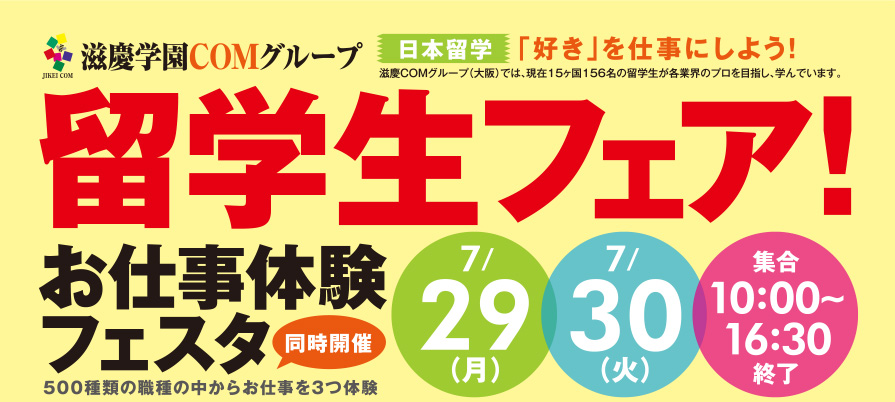 滋慶学園COMグループ
JIKEI COM
日本留学 「好き」を仕事にしよう!
滋慶COMグループ(大阪)では、現在15ヶ国156名の留学生が各業界のプロを目指し、学んでいます。
留学生フェア!
お仕事体験
フェスタ
同時開催
500種類の職種の中からお仕事を3つ体験
7/
29
(月)
7/
30
(火)
集合
10:00~
16:30
終了